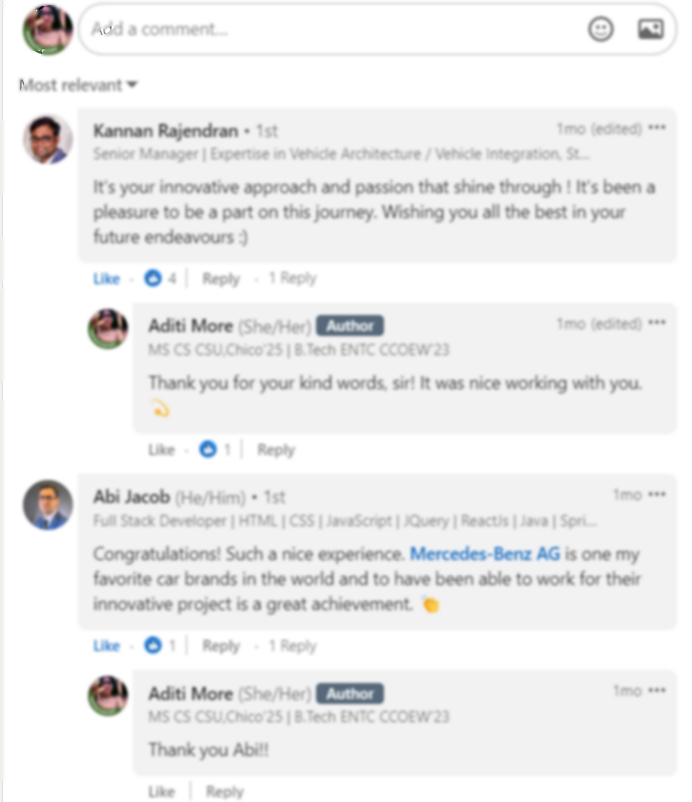 Add a comment...
Most relevant
Kannan Rajendran • 1st
1mo (edited) •••
Senior Manager | Expertise in Vehicle Architecture / Vehicle Integration, St...
It's your innovative approach and passion that shine through ! It's been a
pleasure to be a part on this journey. Wishing you all the best in your
future endeavours :)
Like · 4 | Reply · 1 Reply
Aditi More (She/Her) Author
1mo (edited) •••
MS CS CSU,Chico'25 | B.Tech ENTC CCOEW'23
Thank you for your kind words, sir! It was nice working with you.
💫
Like · 1 | Reply
Abi Jacob (He/Him) • 1st
1mo •••
Full Stack Developer | HTML | CSS | JavaScript | JQuery | ReactJs | Java | Spri...
Congratulations! Such a nice experience. Mercedes-Benz AG is one my
favorite car brands in the world and to have been able to work for their
innovative project is a great achievement. 👏
Like · 1 | Reply · 1 Reply
Aditi More (She/Her) Author
1mo •••
MS CS CSU,Chico'25 | B.Tech ENTC CCOEW'23
Thank you Abi!!
Like | Reply